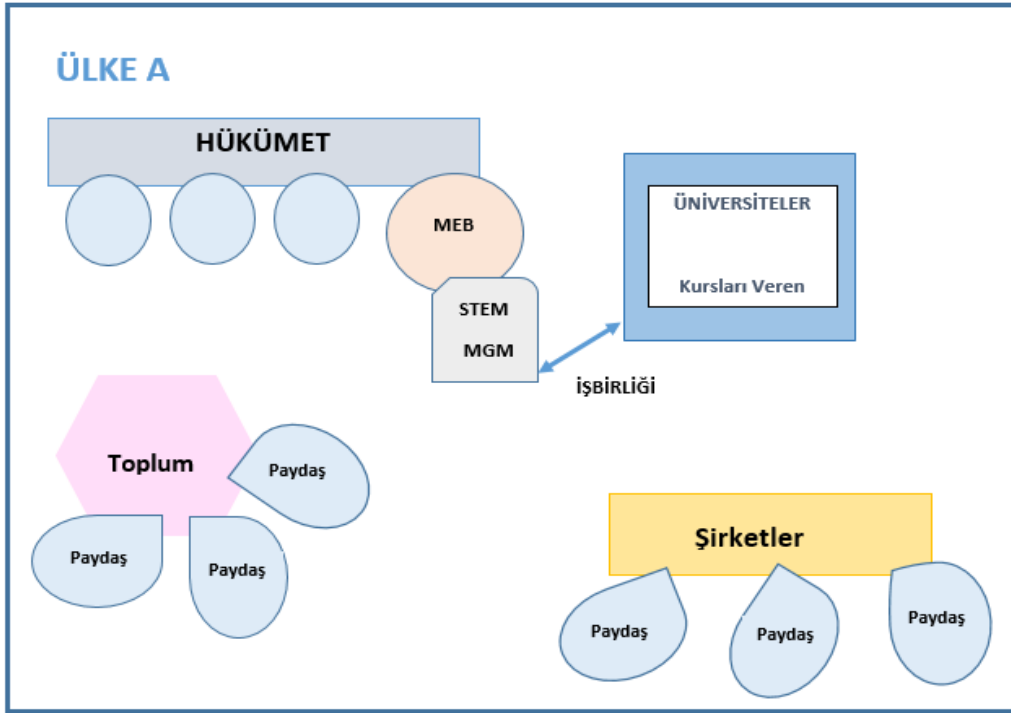 ÜLKE A
HÜKÜMET
MEB
STEM
MGM
ÜNİVERSİTELER
Kursları Veren
İŞBİRLİĞİ
Toplum
Paydaş
Paydaş
Paydaş
Şirketler
Paydaş
Paydaş
Paydaş